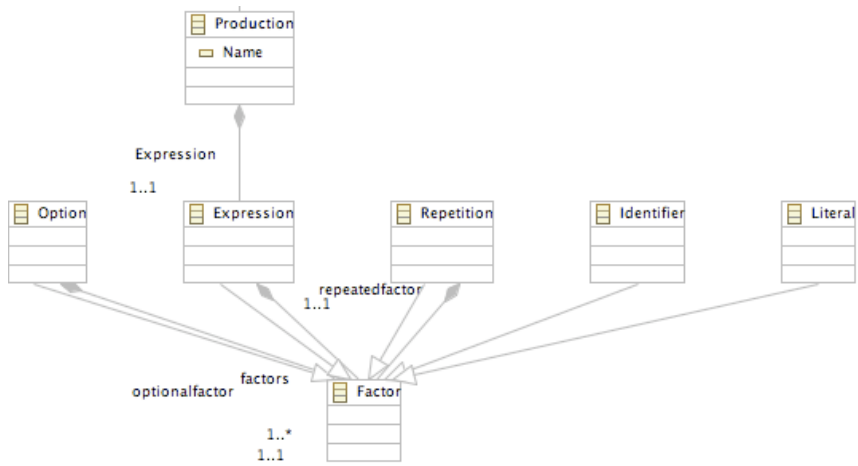 Production
Name
Expression
1..1
Option
Expression
Repetition
Identifier
Literal
repeatedfactor
1..1
factors
optionalfactor
Factor
1..*
1..1